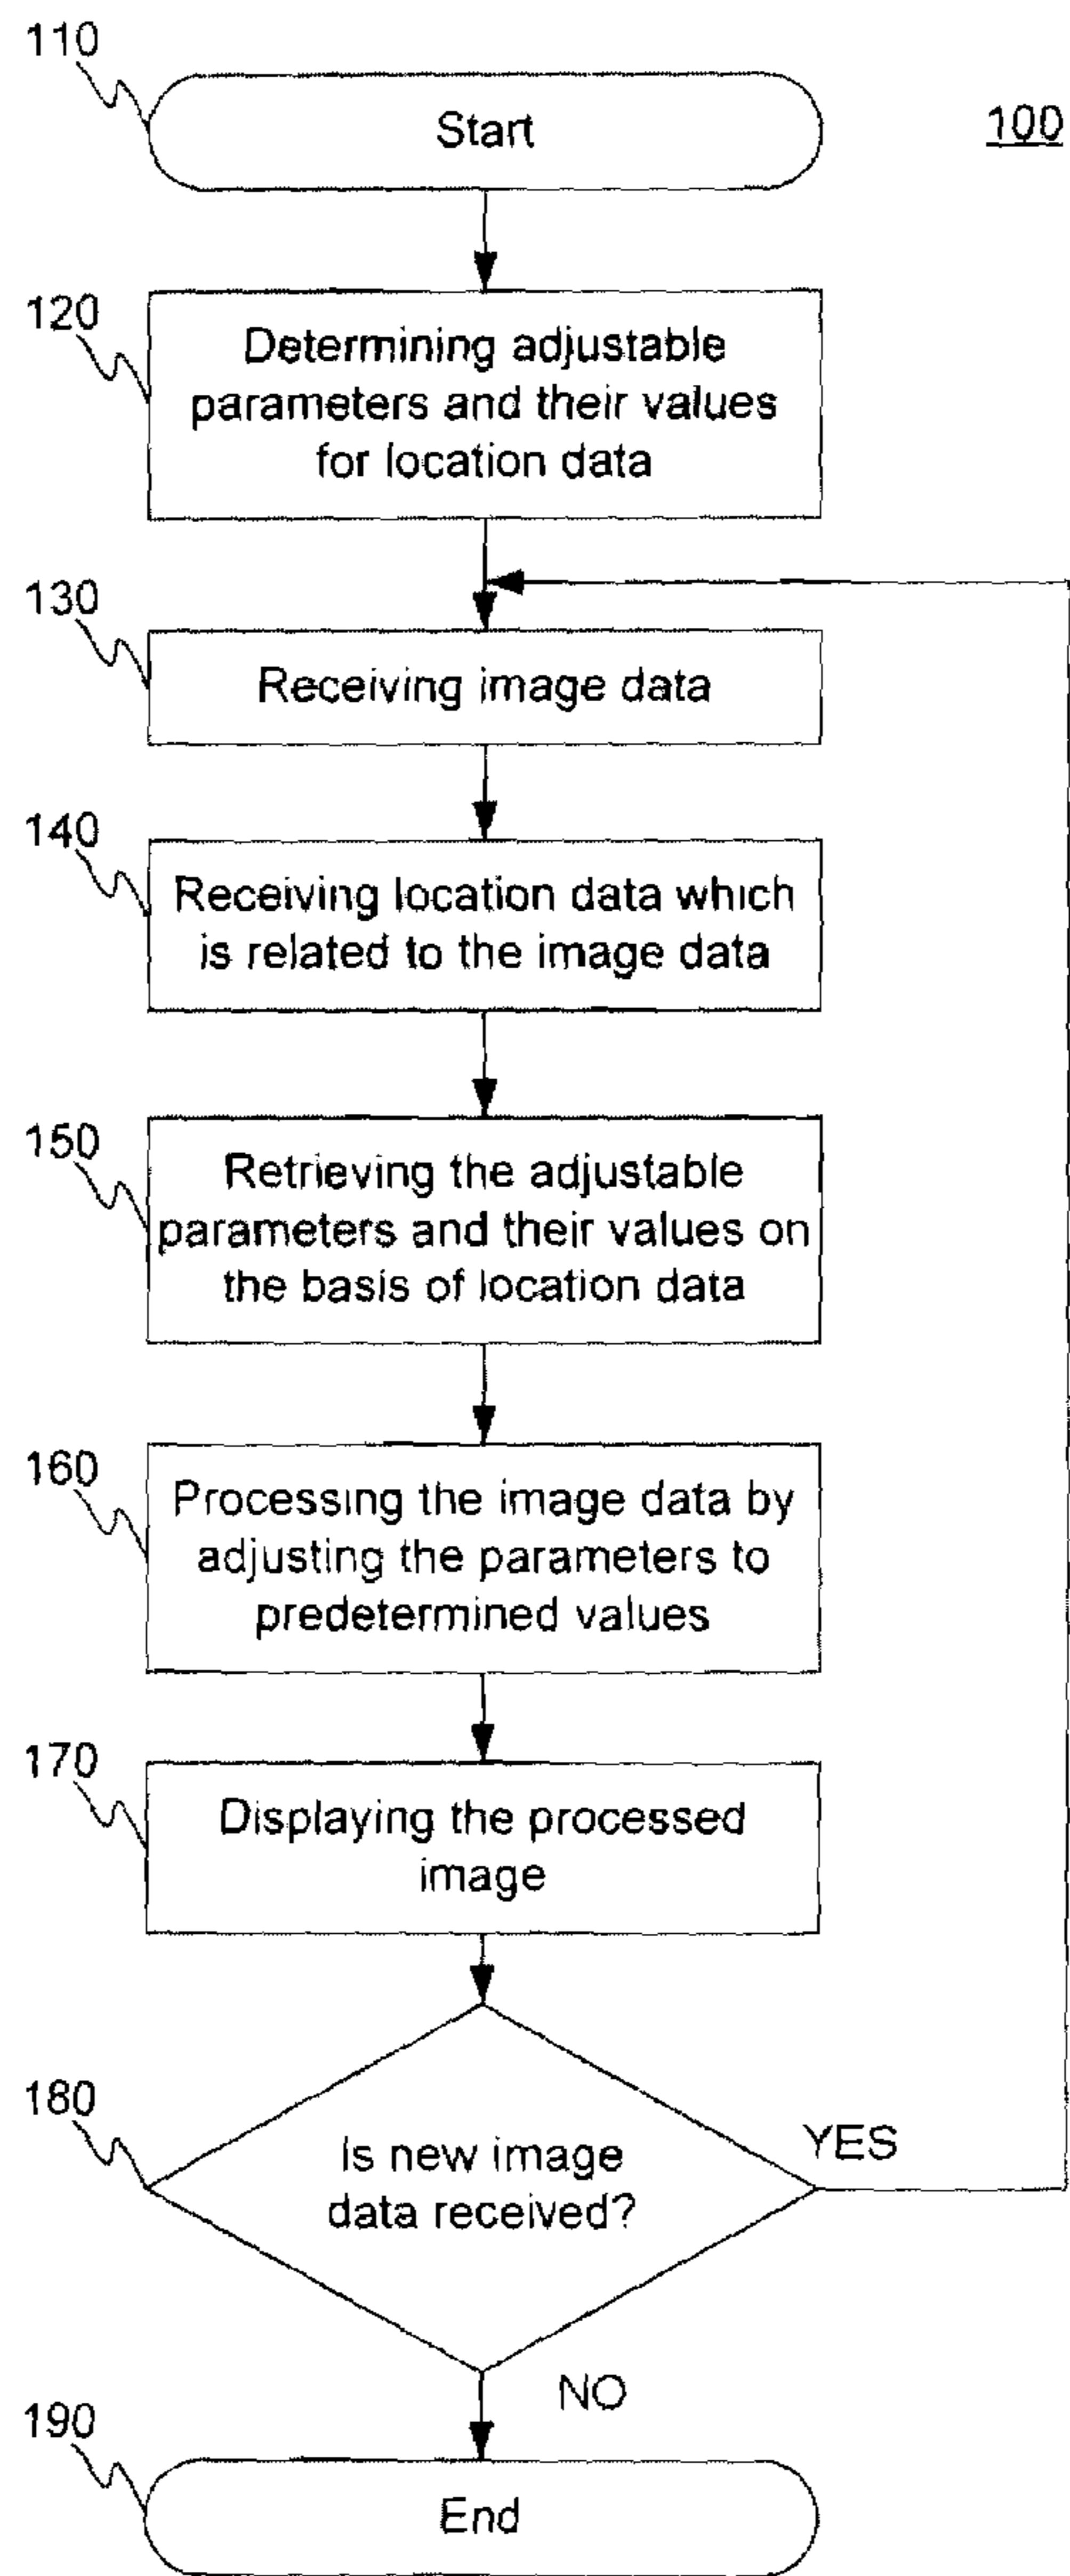 110
Start
100
120
Determining adjustable
parameters and their values
for location data
130
Receiving image data
140
Receiving location data which
is related to the image data
150
Retrieving the adjustable
parameters and their values on
the basis of location data
160
Processing the image data by
adjusting the parameters to
predetermined values
170
Displaying the processed
image
180
Is new image
data received?
YES
NO
190
End